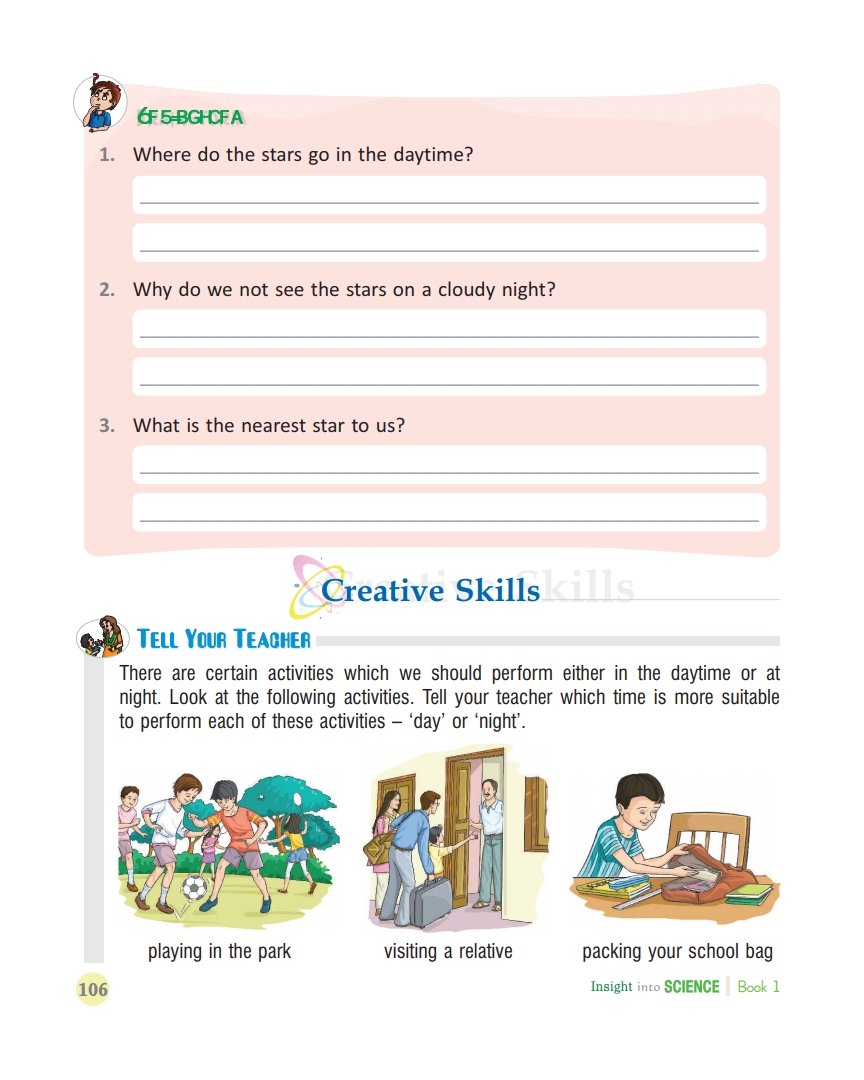 6F5=BGHCFA
1. Where do the stars go in the daytime?
2. Why do we not see the stars on a cloudy night?
3. What is the nearest star to us?
Creative Skills
TELL YOUR TEACHER
There are certain activities which we should perform either in the daytime or at
night. Look at the following activities. Tell your teacher which time is more suitable
to perform each of these activities – ‘day’ or ‘night’.
playing in the park
visiting a relative
packing your school bag
106
Insight into SCIENCE | Book 1